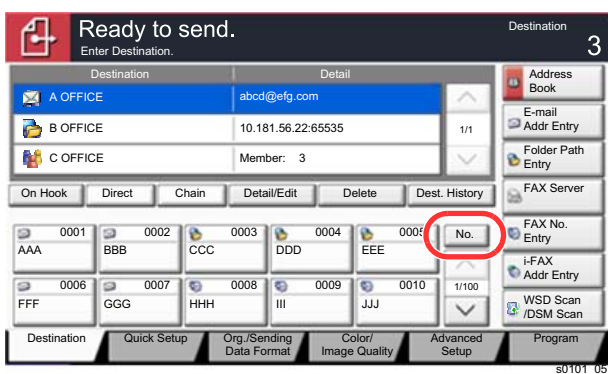 Ready to send.
Enter Destination.
Destination
3
Destination Detail
A OFFICE abcd@efg.com
B OFFICE 10.181.56.22:65535 1/1
C OFFICE Member: 3
On Hook Direct Chain Detail/Edit Delete Dest. History
0001 0002 0003 0004 0005 No.
AAA BBB CCC DDD EEE
0006 0007 0008 0009 0010 1/100
FFF GGG HHH III JJJ
Address
Book
E-mail
Addr Entry
Folder Path
Entry
FAX Server
FAX No.
Entry
i-FAX
Addr Entry
WSD Scan
/DSM Scan
Destination Quick Setup Org./Sending
Data Format Color/
Image Quality Advanced
Setup Program
s0101_05